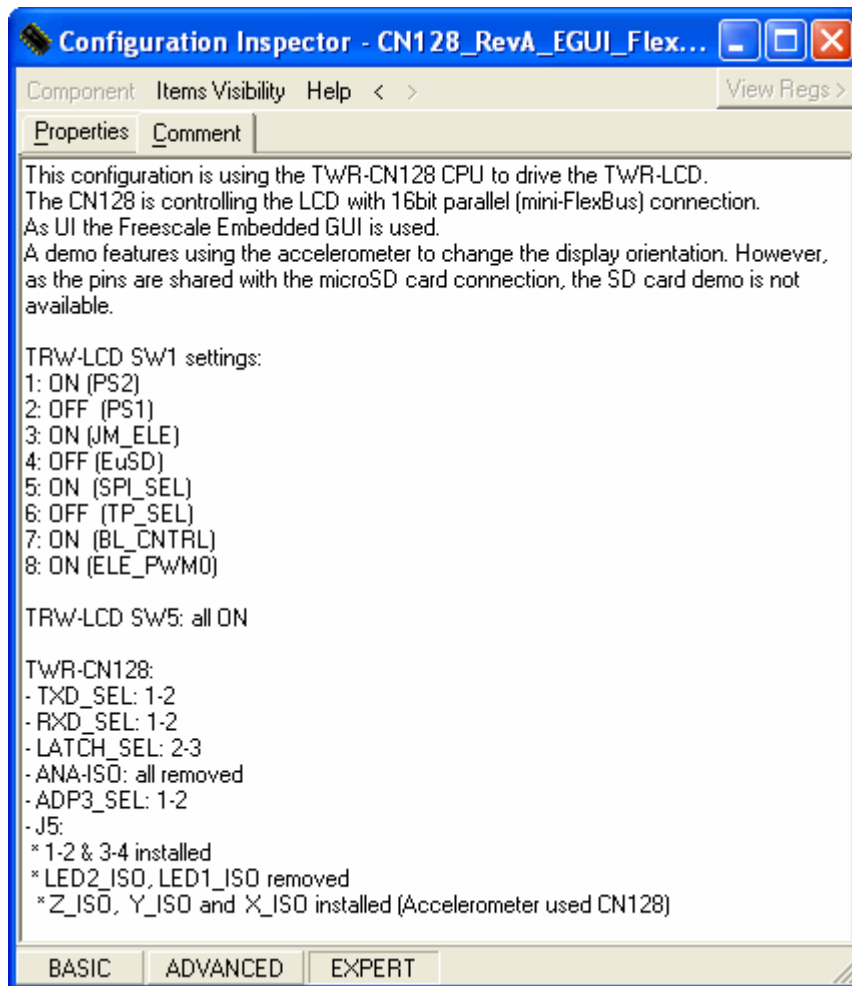 Configuration Inspector - CN128_RevA_EGUI_Flex...
Component Items Visibility Help < > View Regs >
Properties Comment
This configuration is using the TWR-CN128 CPU to drive the TWR-LCD.
The CN128 is controlling the LCD with 16bit parallel (mini-FlexBus) connection.
As UI the Freescale Embedded GUI is used.
A demo features using the accelerometer to change the display orientation. However,
as the pins are shared with the microSD card connection, the SD card demo is not
available.
TRW-LCD SW1 settings:
1: ON (PS2)
2: OFF (PS1)
3: ON (JM_ELE)
4: OFF (EuSD)
5: ON (SPI_SEL)
6: OFF (TP_SEL)
7: ON (BL_CNTRL)
8: ON (ELE_PWM0)
TRW-LCD SW5: all ON
TWR-CN128:
- TXD_SEL: 1-2
- RXD_SEL: 1-2
- LATCH_SEL: 2-3
- ANA-ISO: all removed
- ADP3_SEL: 1-2
- J5:
* 1-2 & 3-4 installed
* LED2_ISO, LED1_ISO removed
* Z_ISO, Y_ISO and X_ISO installed (Accelerometer used CN128)
BASIC ADVANCED EXPERT